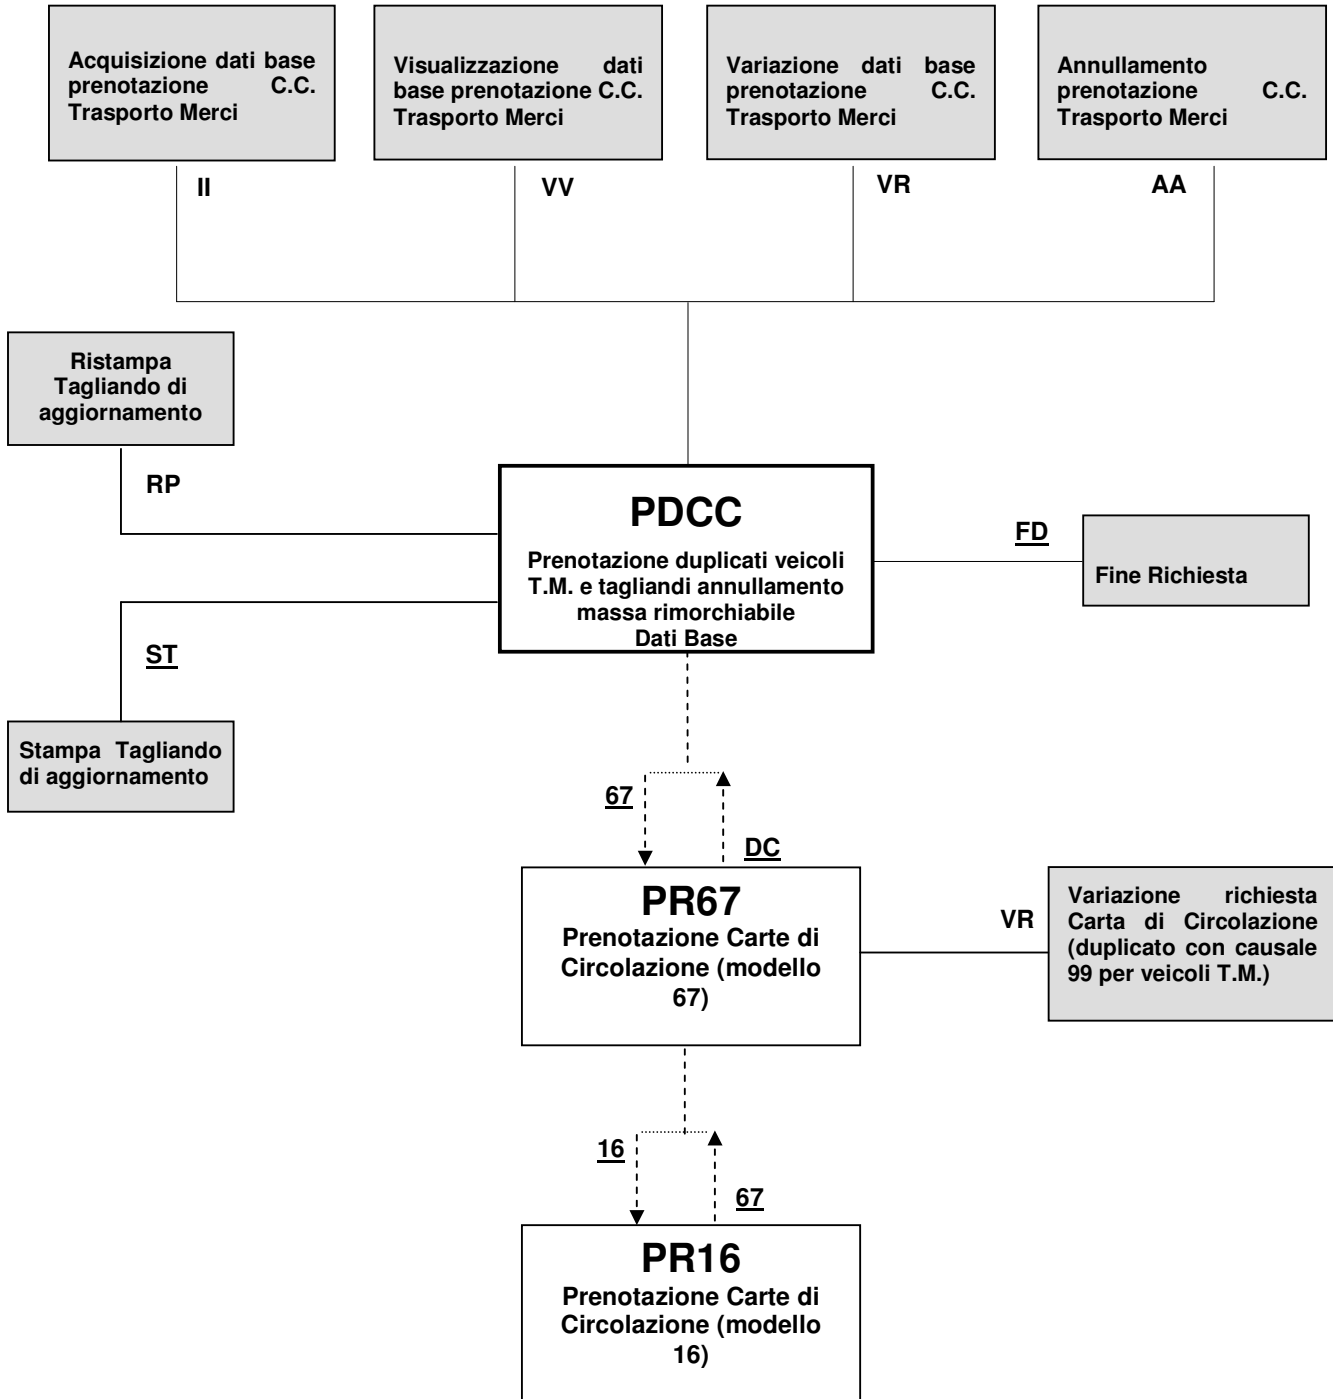 Acquisizione dati base
prenotazione C.C.
Trasporto Merci
Visualizzazione dati
base prenotazione C.C.
Trasporto Merci
Variazione dati base
prenotazione C.C.
Trasporto Merci
Annullamento
prenotazione C.C.
Trasporto Merci
II
VV
VR
AA
Ristampa
Tagliando di
aggiornamento
RP
PDCC
Prenotazione duplicati veicoli
T.M. e tagliandi annullamento
massa rimorchiabile
Dati Base
FD
Fine Richiesta
ST
Stampa Tagliando
di aggiornamento
67
DC
PR67
Prenotazione Carte di
Circolazione (modello
67)
VR
Variazione richiesta
Carta di Circolazione
(duplicato con causale
99 per veicoli T.M.)
16
67
PR16
Prenotazione Carte di
Circolazione (modello
16)